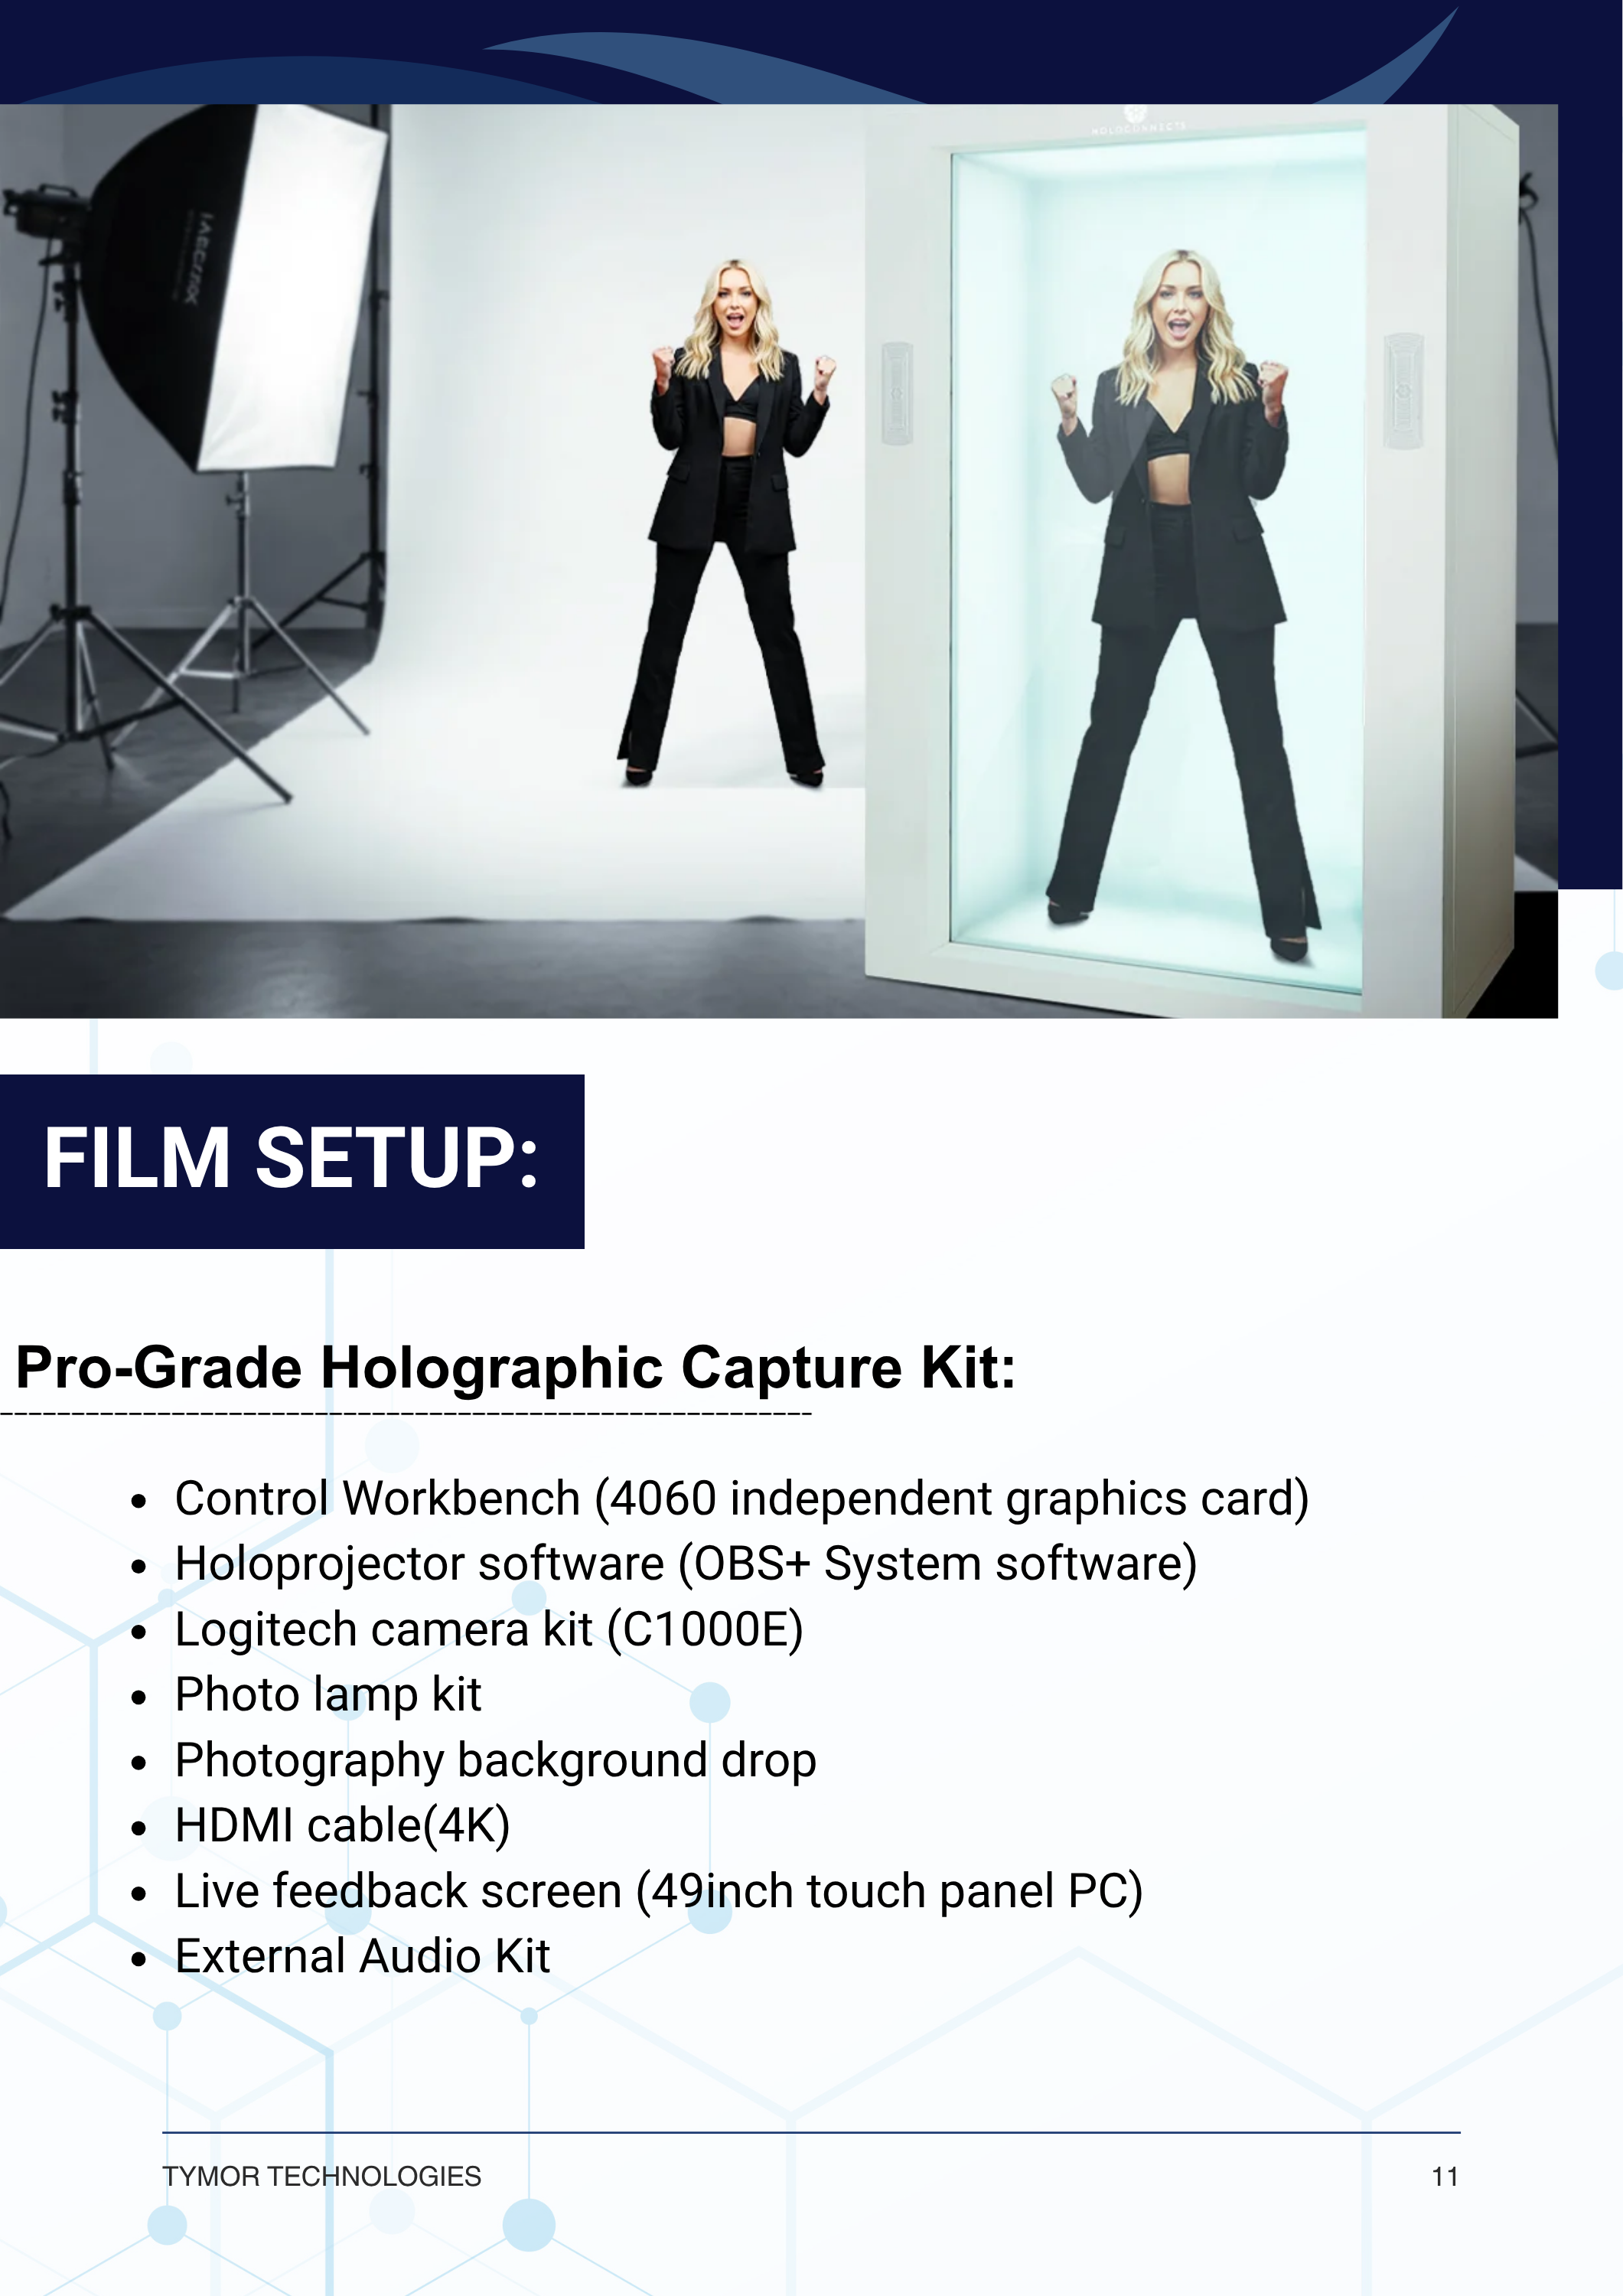 HOLOCONNECTS
FILM SETUP:
Pro-Grade Holographic Capture Kit:
• Control Workbench (4060 independent graphics card)
• Holoprojector software (OBS+ System software)
• Logitech camera kit (C1000E)
• Photo lamp kit
• Photography background drop
• HDMI cable(4K)
• Live feedback screen (49inch touch panel PC)
• External Audio Kit
TYMOR TECHNOLOGIES
11